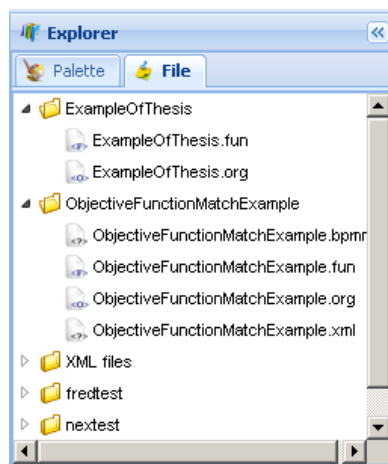 Explorer
Palette
File
ExampleOfThesis
ExampleOfThesis.fun
ExampleOfThesis.org
ObjectiveFunctionMatchExample
ObjectiveFunctionMatchExample.bpmn
ObjectiveFunctionMatchExample.fun
ObjectiveFunctionMatchExample.org
ObjectiveFunctionMatchExample.xml
XML files
fredtest
nextest